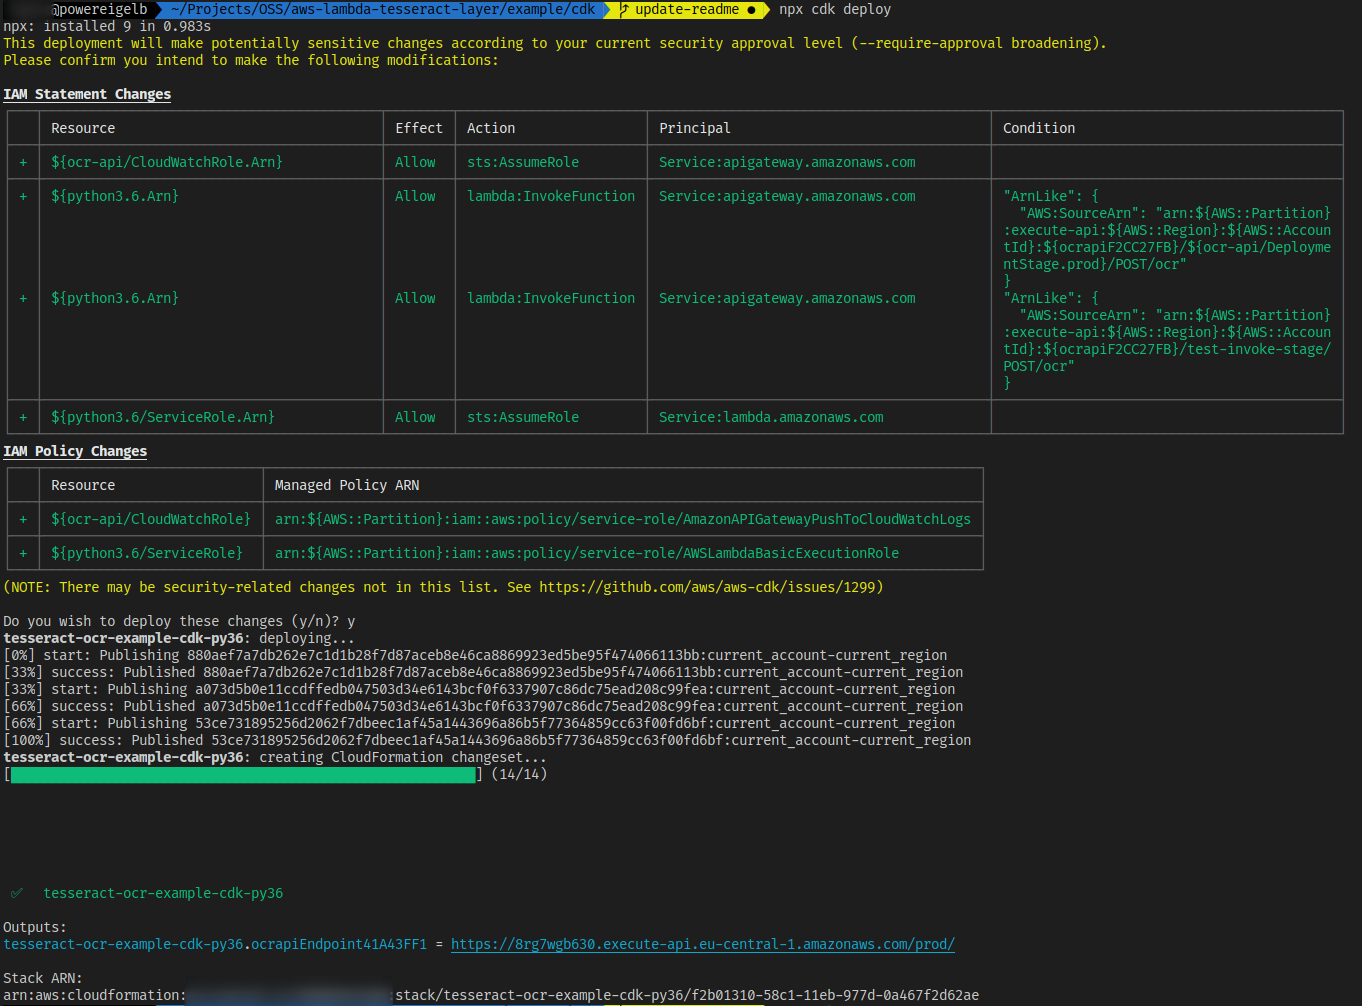 @powereigelb ~/Projects/OSS/aws-lambda-tesseract-layer/example/cdk update-readme ● npx cdk deploy
npx: installed 9 in 0.983s
This deployment will make potentially sensitive changes according to your current security approval level (--require-approval broadening).
Please confirm you intend to make the following modifications:
IAM Statement Changes
Resource Effect Action Principal Condition
+ ${ocr-api/CloudWatchRole.Arn} Allow sts:AssumeRole Service:apigateway.amazonaws.com
+ ${python3.6.Arn} Allow lambda:InvokeFunction Service:apigateway.amazonaws.com "ArnLike": {
"AWS:SourceArn": "arn:${AWS::Partition}
:execute-api:${AWS::Region}:${AWS::Accoun
tId}:${ocrapiF2CC27FB}/${ocr-api/Deployme
ntStage.prod}/POST/ocr"
}
+ ${python3.6.Arn} Allow lambda:InvokeFunction Service:apigateway.amazonaws.com "ArnLike": {
"AWS:SourceArn": "arn:${AWS::Partition}
:execute-api:${AWS::Region}:${AWS::Accoun
tId}:${ocrapiF2CC27FB}/test-invoke-stage/
POST/ocr"
}
+ ${python3.6/ServiceRole.Arn} Allow sts:AssumeRole Service:lambda.amazonaws.com
IAM Policy Changes
Resource Managed Policy ARN
+ ${ocr-api/CloudWatchRole} arn:${AWS::Partition}:iam::aws:policy/service-role/AmazonAPIGatewayPushToCloudWatchLogs
+ ${python3.6/ServiceRole} arn:${AWS::Partition}:iam::aws:policy/service-role/AWSLambdaBasicExecutionRole
(NOTE: There may be security-related changes not in this list. See https://github.com/aws/aws-cdk/issues/1299)
Do you wish to deploy these changes (y/n)? y
tesseract-ocr-example-cdk-py36: deploying...
[0%] start: Publishing 880aef7a7db262e7c1d1b28f7d87aceb8e46ca8869923ed5be95f474066113bb:current_account-current_region
[33%] success: Published 880aef7a7db262e7c1d1b28f7d87aceb8e46ca8869923ed5be95f474066113bb:current_account-current_region
[33%] start: Publishing a073d5b0e11ccdffedb047503d34e6143bcf0f6337907c86dc75ead208c99fea:current_account-current_region
[66%] success: Published a073d5b0e11ccdffedb047503d34e6143bcf0f6337907c86dc75ead208c99fea:current_account-current_region
[66%] start: Publishing 53ce731895256d2062f7dbeec1af45a1443696a86b5f77364859cc63f00fd6bf:current_account-current_region
[100%] success: Published 53ce731895256d2062f7dbeec1af45a1443696a86b5f77364859cc63f00fd6bf:current_account-current_region
tesseract-ocr-example-cdk-py36: creating CloudFormation changeset...
[] (14/14)
✅ tesseract-ocr-example-cdk-py36
Outputs:
tesseract-ocr-example-cdk-py36.ocrapiEndpoint41A43FF1 = https://8rg7wgb630.execute-api.eu-central-1.amazonaws.com/prod/
Stack ARN:
arn:aws:cloudformation: :stack/tesseract-ocr-example-cdk-py36/f2b01310-58c1-11eb-977d-0a467f2d62ae